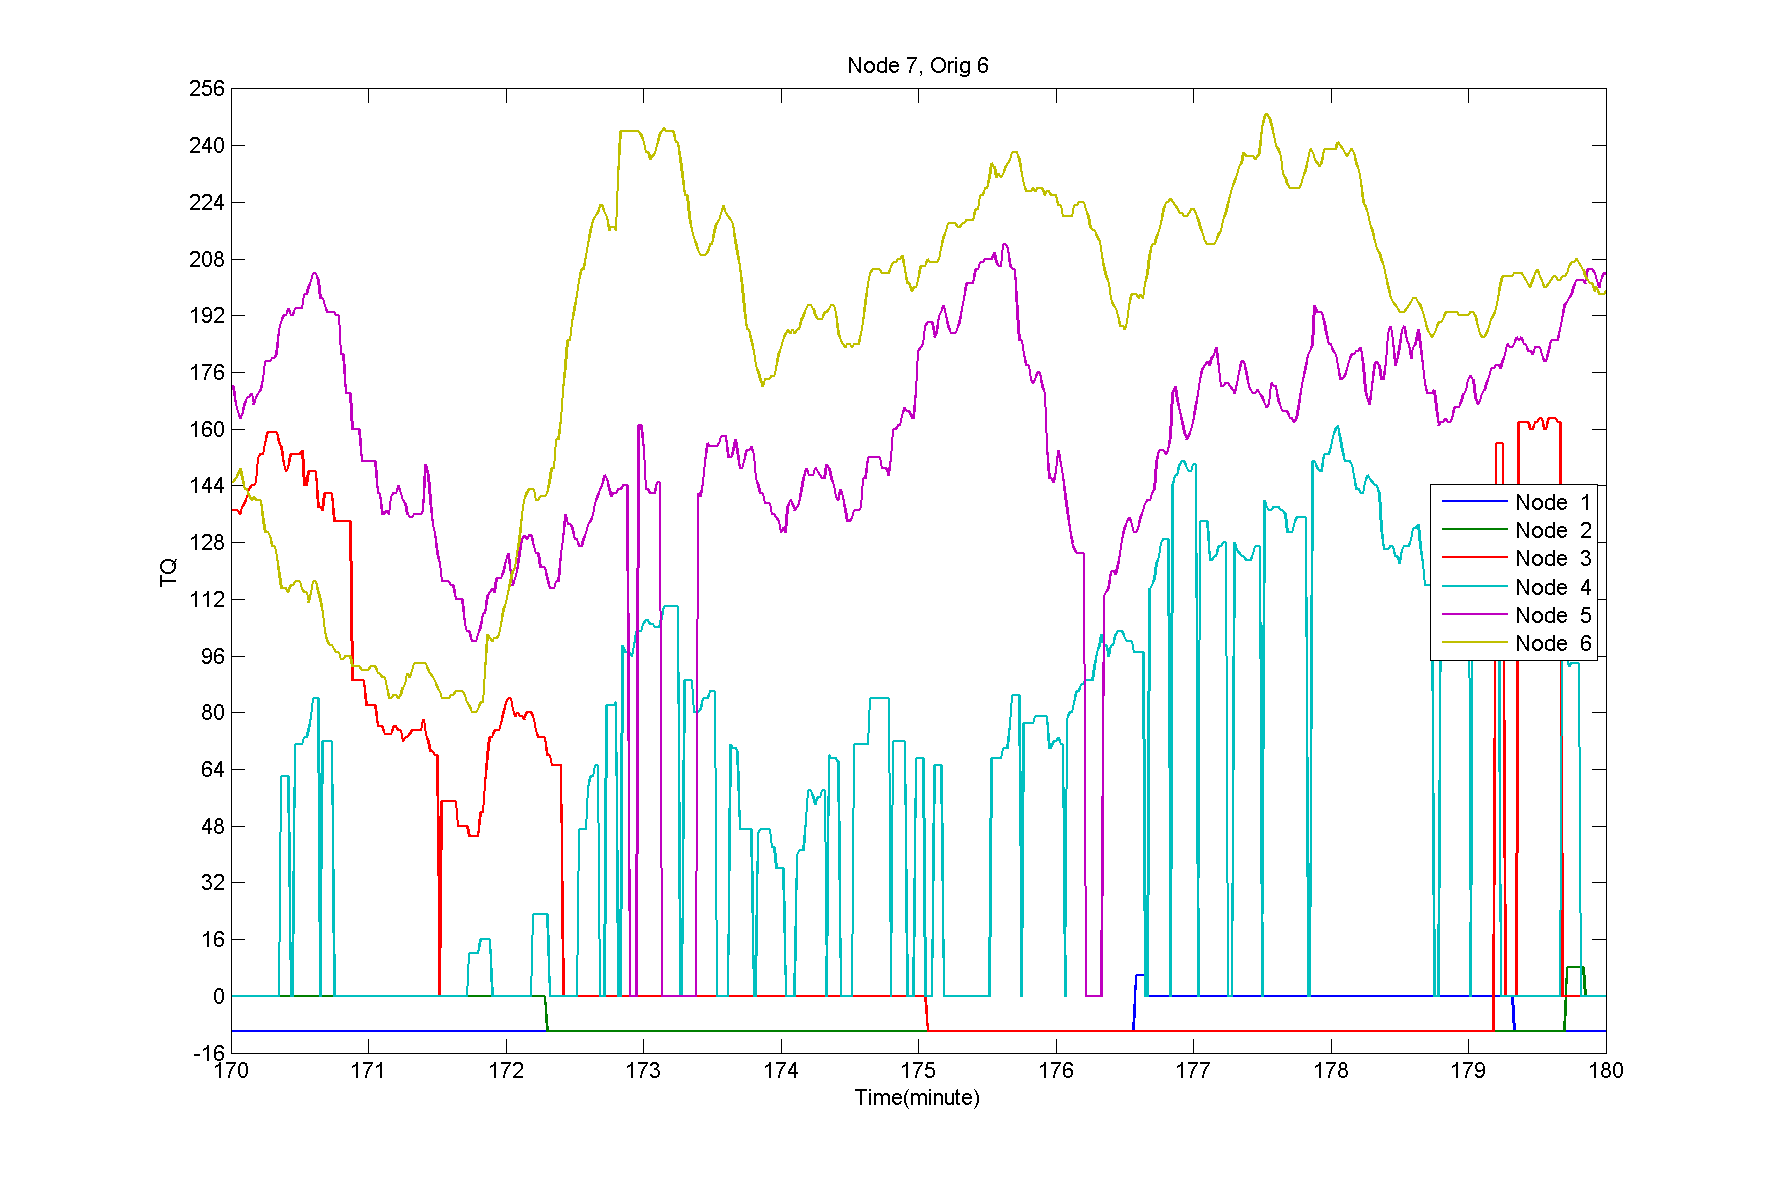 Node 7, Orig 6
256
240
224
208
192
176
160
144
128
112
96
80
64
48
32
16
0
-16
TQ
170 171 172 173 174 175 176 177 178 179 180
Time(minute)
Node 1
Node 2
Node 3
Node 4
Node 5
Node 6